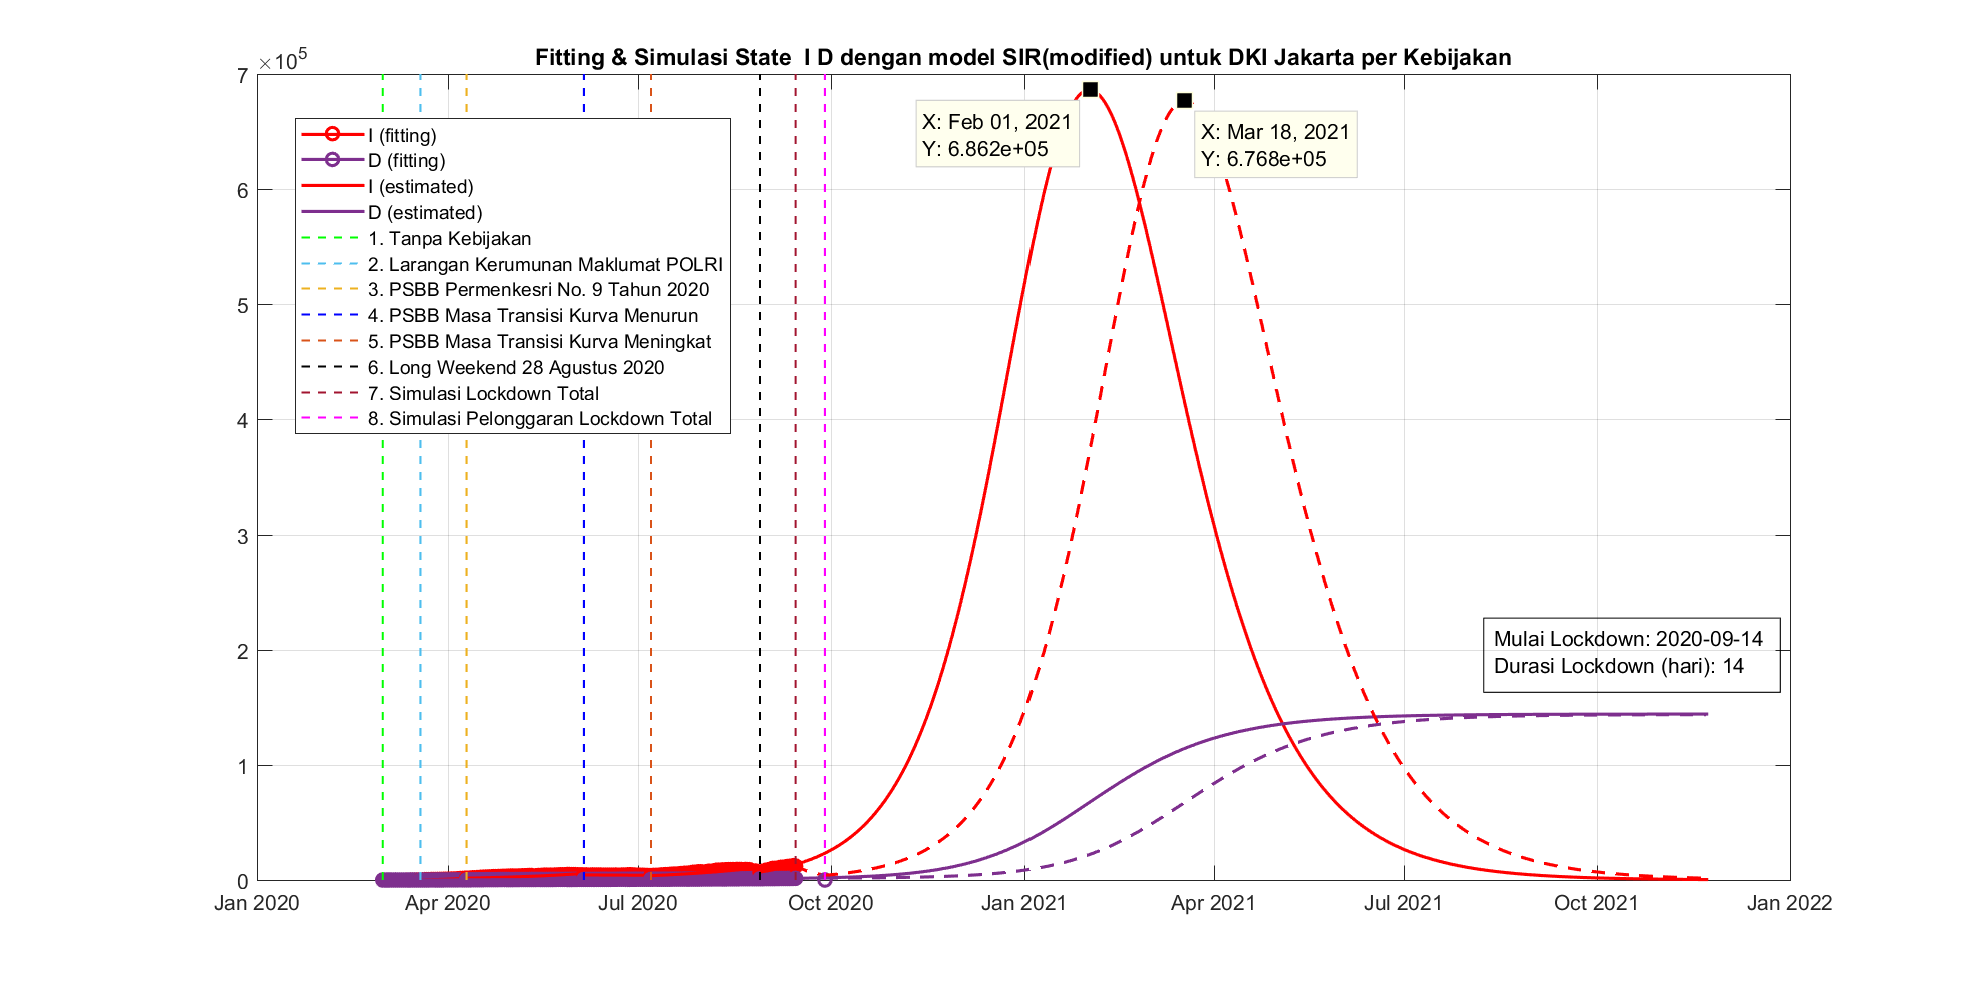 Fitting & Simulasi State  I D dengan model SIR(modified) untuk DKI Jakarta per Kebijakan
×10^5
7
6
5
4
3
2
1
0
I (fitting)
D (fitting)
I (estimated)
D (estimated)
1. Tanpa Kebijakan
2. Larangan Kerumunan Maklumat POLRI
3. PSBB Permenkesri No. 9 Tahun 2020
4. PSBB Masa Transisi Kurva Menurun
5. PSBB Masa Transisi Kurva Meningkat
6. Long Weekend 28 Agustus 2020
7. Simulasi Lockdown Total
8. Simulasi Pelonggaran Lockdown Total
X: Feb 01, 2021
Y: 6.862e+05
X: Mar 18, 2021
Y: 6.768e+05
Mulai Lockdown: 2020-09-14
Durasi Lockdown (hari): 14
Jan 2020
Apr 2020
Jul 2020
Oct 2020
Jan 2021
Apr 2021
Jul 2021
Oct 2021
Jan 2022